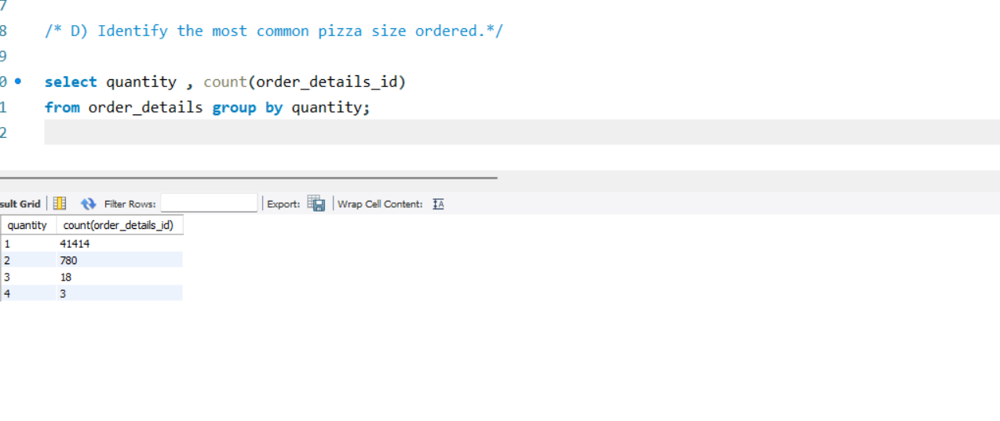 7
8 /* D) Identify the most common pizza size ordered.*/
9
0 select quantity , count(order_details_id)
1 from order_details group by quantity;
2
sult Grid Filter Rows: Export: Wrap Cell Content: IA
quantity count(order_details_id)
1 41414
2 780
3 18
4 3